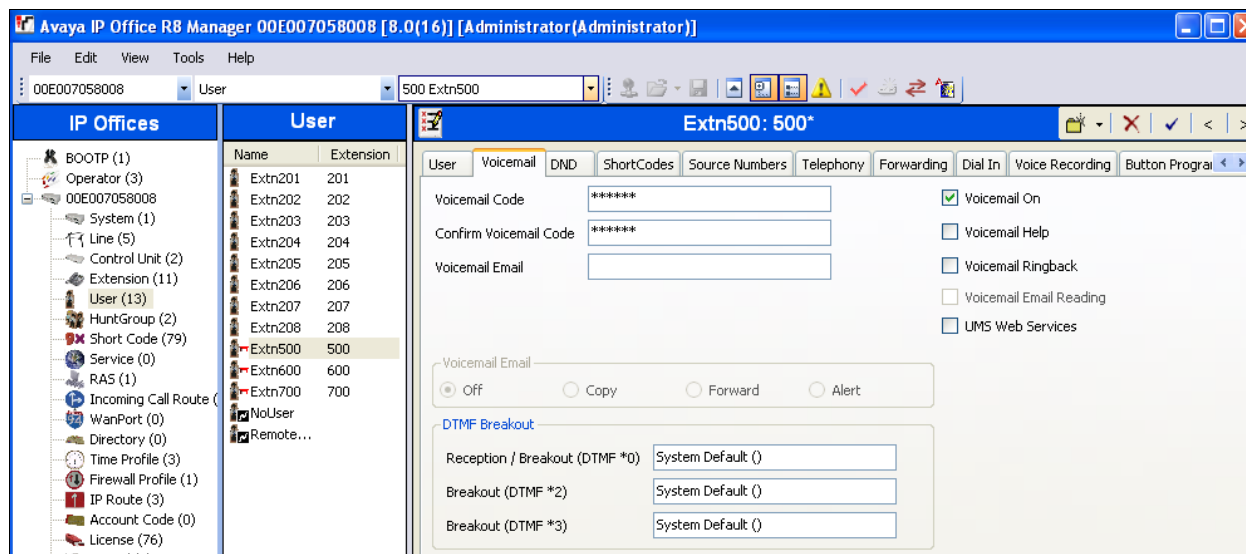 Avaya IP Office R8 Manager 00E007058008 [8.0(16)] [Administrator(Administrator)]
File Edit View Tools Help
00E007058008 User 500 Extn500
IP Offices
BOOTP (1)
Operator (3)
00E007058008
System (1)
Line (5)
Control Unit (2)
Extension (11)
User (13)
HuntGroup (2)
Short Code (79)
Service (0)
RAS (1)
Incoming Call Route (
WanPort (0)
Directory (0)
Time Profile (3)
Firewall Profile (1)
IP Route (3)
Account Code (0)
License (76)
User
Name Extension
Extn201 201
Extn202 202
Extn203 203
Extn204 204
Extn205 205
Extn206 206
Extn207 207
Extn208 208
Extn500 500
Extn600 600
Extn700 700
NoUser
Remote...
Extn500: 500*
User Voicemail DND ShortCodes Source Numbers Telephony Forwarding Dial In Voice Recording Button Progra
Voicemail Code ******
Confirm Voicemail Code ******
Voicemail Email
Voicemail On
Voicemail Help
Voicemail Ringback
Voicemail Email Reading
UMS Web Services
Voicemail Email
Off Copy Forward Alert
DTMF Breakout
Reception / Breakout (DTMF *0) System Default ()
Breakout (DTMF *2) System Default ()
Breakout (DTMF *3) System Default ()